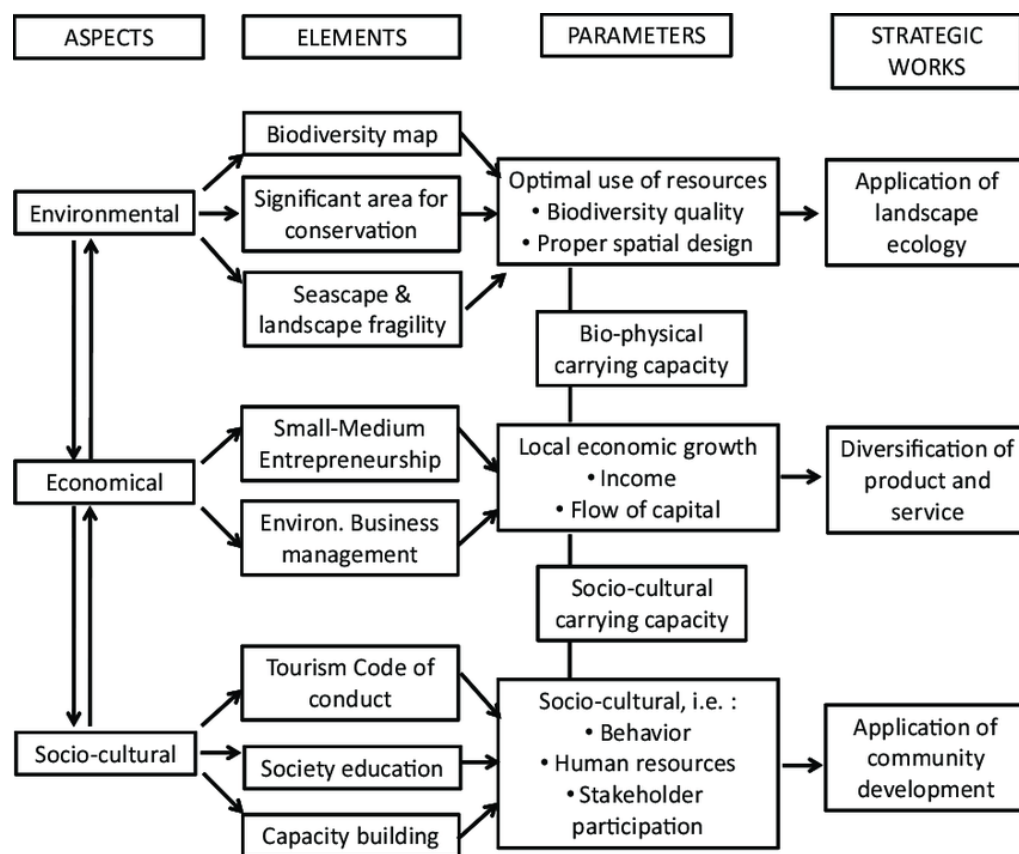 ASPECTS
ELEMENTS
PARAMETERS
STRATEGIC
WORKS
Environmental
Biodiversity map
Significant area for
conservation
Seascape &
landscape fragility
Optimal use of resources
• Biodiversity quality
• Proper spatial design
Application of
landscape
ecology
Bio-physical
carrying capacity
Economical
Small-Medium
Entrepreneurship
Environ. Business
management
Local economic growth
• Income
• Flow of capital
Diversification of
product and
service
Socio-cultural
carrying capacity
Socio-cultural
Tourism Code of
conduct
Society education
Capacity building
Socio-cultural, i.e. :
• Behavior
• Human resources
• Stakeholder
participation
Application of
community
development